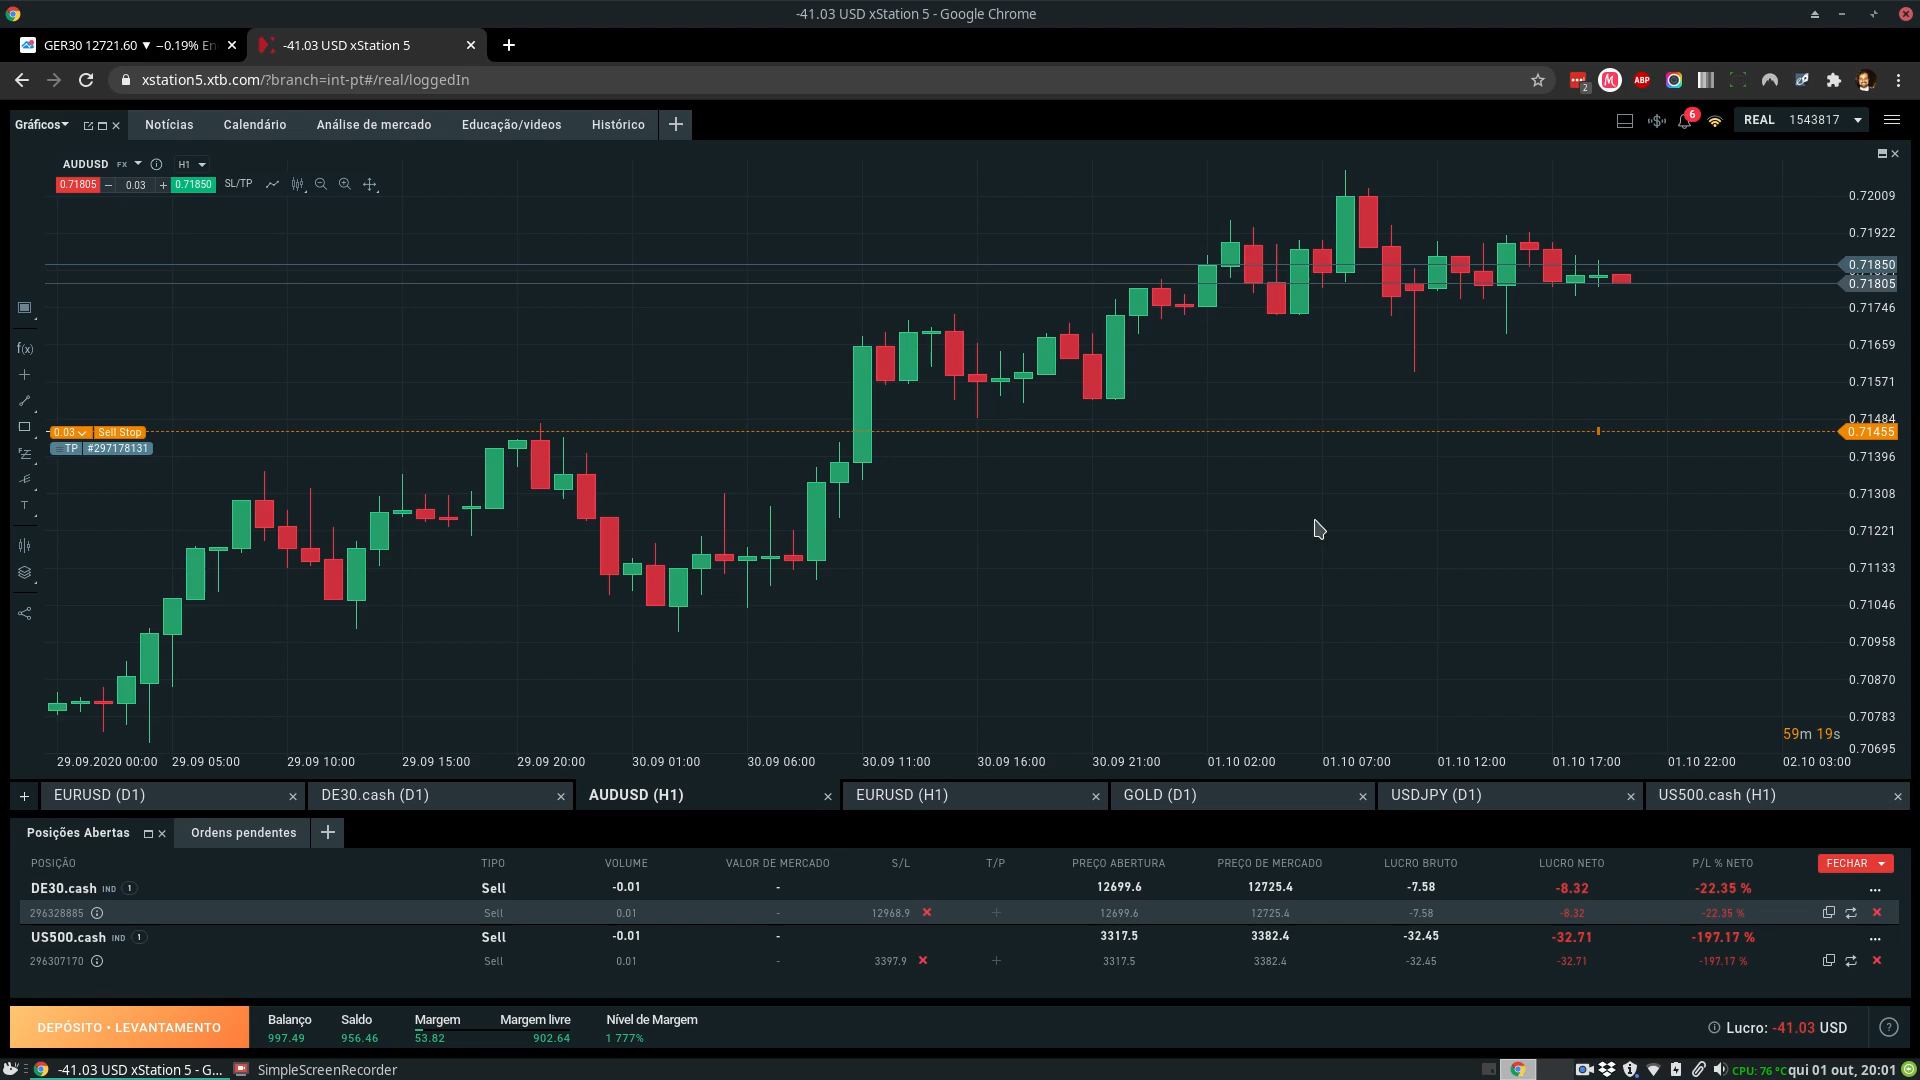 -41.03 USD xStation 5 - Google Chrome
GER30 12721.60 ▼ −0.19% En
-41.03 USD xStation 5
xstation5.xtb.com/?branch=int-pt#/real/loggedIn
2
ABP
Gráficos
Notícias
Calendário
Análise de mercado
Educação/videos
Histórico
6
REAL 1543817
AUDUSD FX H1
0.71805 − 0.03 + 0.71850 SL/TP
0.72009
0.71922
0.71850
0.71805
0.71746
0.71659
0.71571
0.71484
0.03 Sell Stop
0.71455
TP #297178131
0.71396
0.71308
0.71221
0.71133
0.71046
0.70958
0.70870
0.70783
0.70695
f(x)
T
59m 19s
29.09.2020 00:00 29.09 05:00 29.09 10:00 29.09 15:00 29.09 20:00 30.09 01:00 30.09 06:00 30.09 11:00 30.09 16:00 30.09 21:00 01.10 02:00 01.10 07:00 01.10 12:00 01.10 17:00 01.10 22:00 02.10 03:00
EURUSD (D1) DE30.cash (D1) AUDUSD (H1) EURUSD (H1) GOLD (D1) USDJPY (D1) US500.cash (H1)
Posições Abertas Ordens pendentes
POSIÇÃO TIPO VOLUME VALOR DE MERCADO S/L T/P PREÇO ABERTURA PREÇO DE MERCADO LUCRO BRUTO LUCRO NETO P/L % NETO FECHAR
DE30.cash IND 1 Sell -0.01 - 12699.6 12725.4 -7.58 -8.32 -22.35 % ...
296328885 Sell 0.01 - 12968.9 12699.6 12725.4 -7.58 -8.32 -22.35 %
US500.cash IND 1 Sell -0.01 - 3317.5 3382.4 -32.45 -32.71 -197.17 % ...
296307170 Sell 0.01 - 3397.9 3317.5 3382.4 -32.45 -32.71 -197.17 %
DEPÓSITO • LEVANTAMENTO
Balanço Saldo Margem Margem livre Nível de Margem
997.49 956.46 53.82 902.64 1 777%
Lucro: -41.03 USD
?
-41.03 USD xStation 5 - G...
SimpleScreenRecorder
CPU: 76 °C
qui 01 out, 20:01